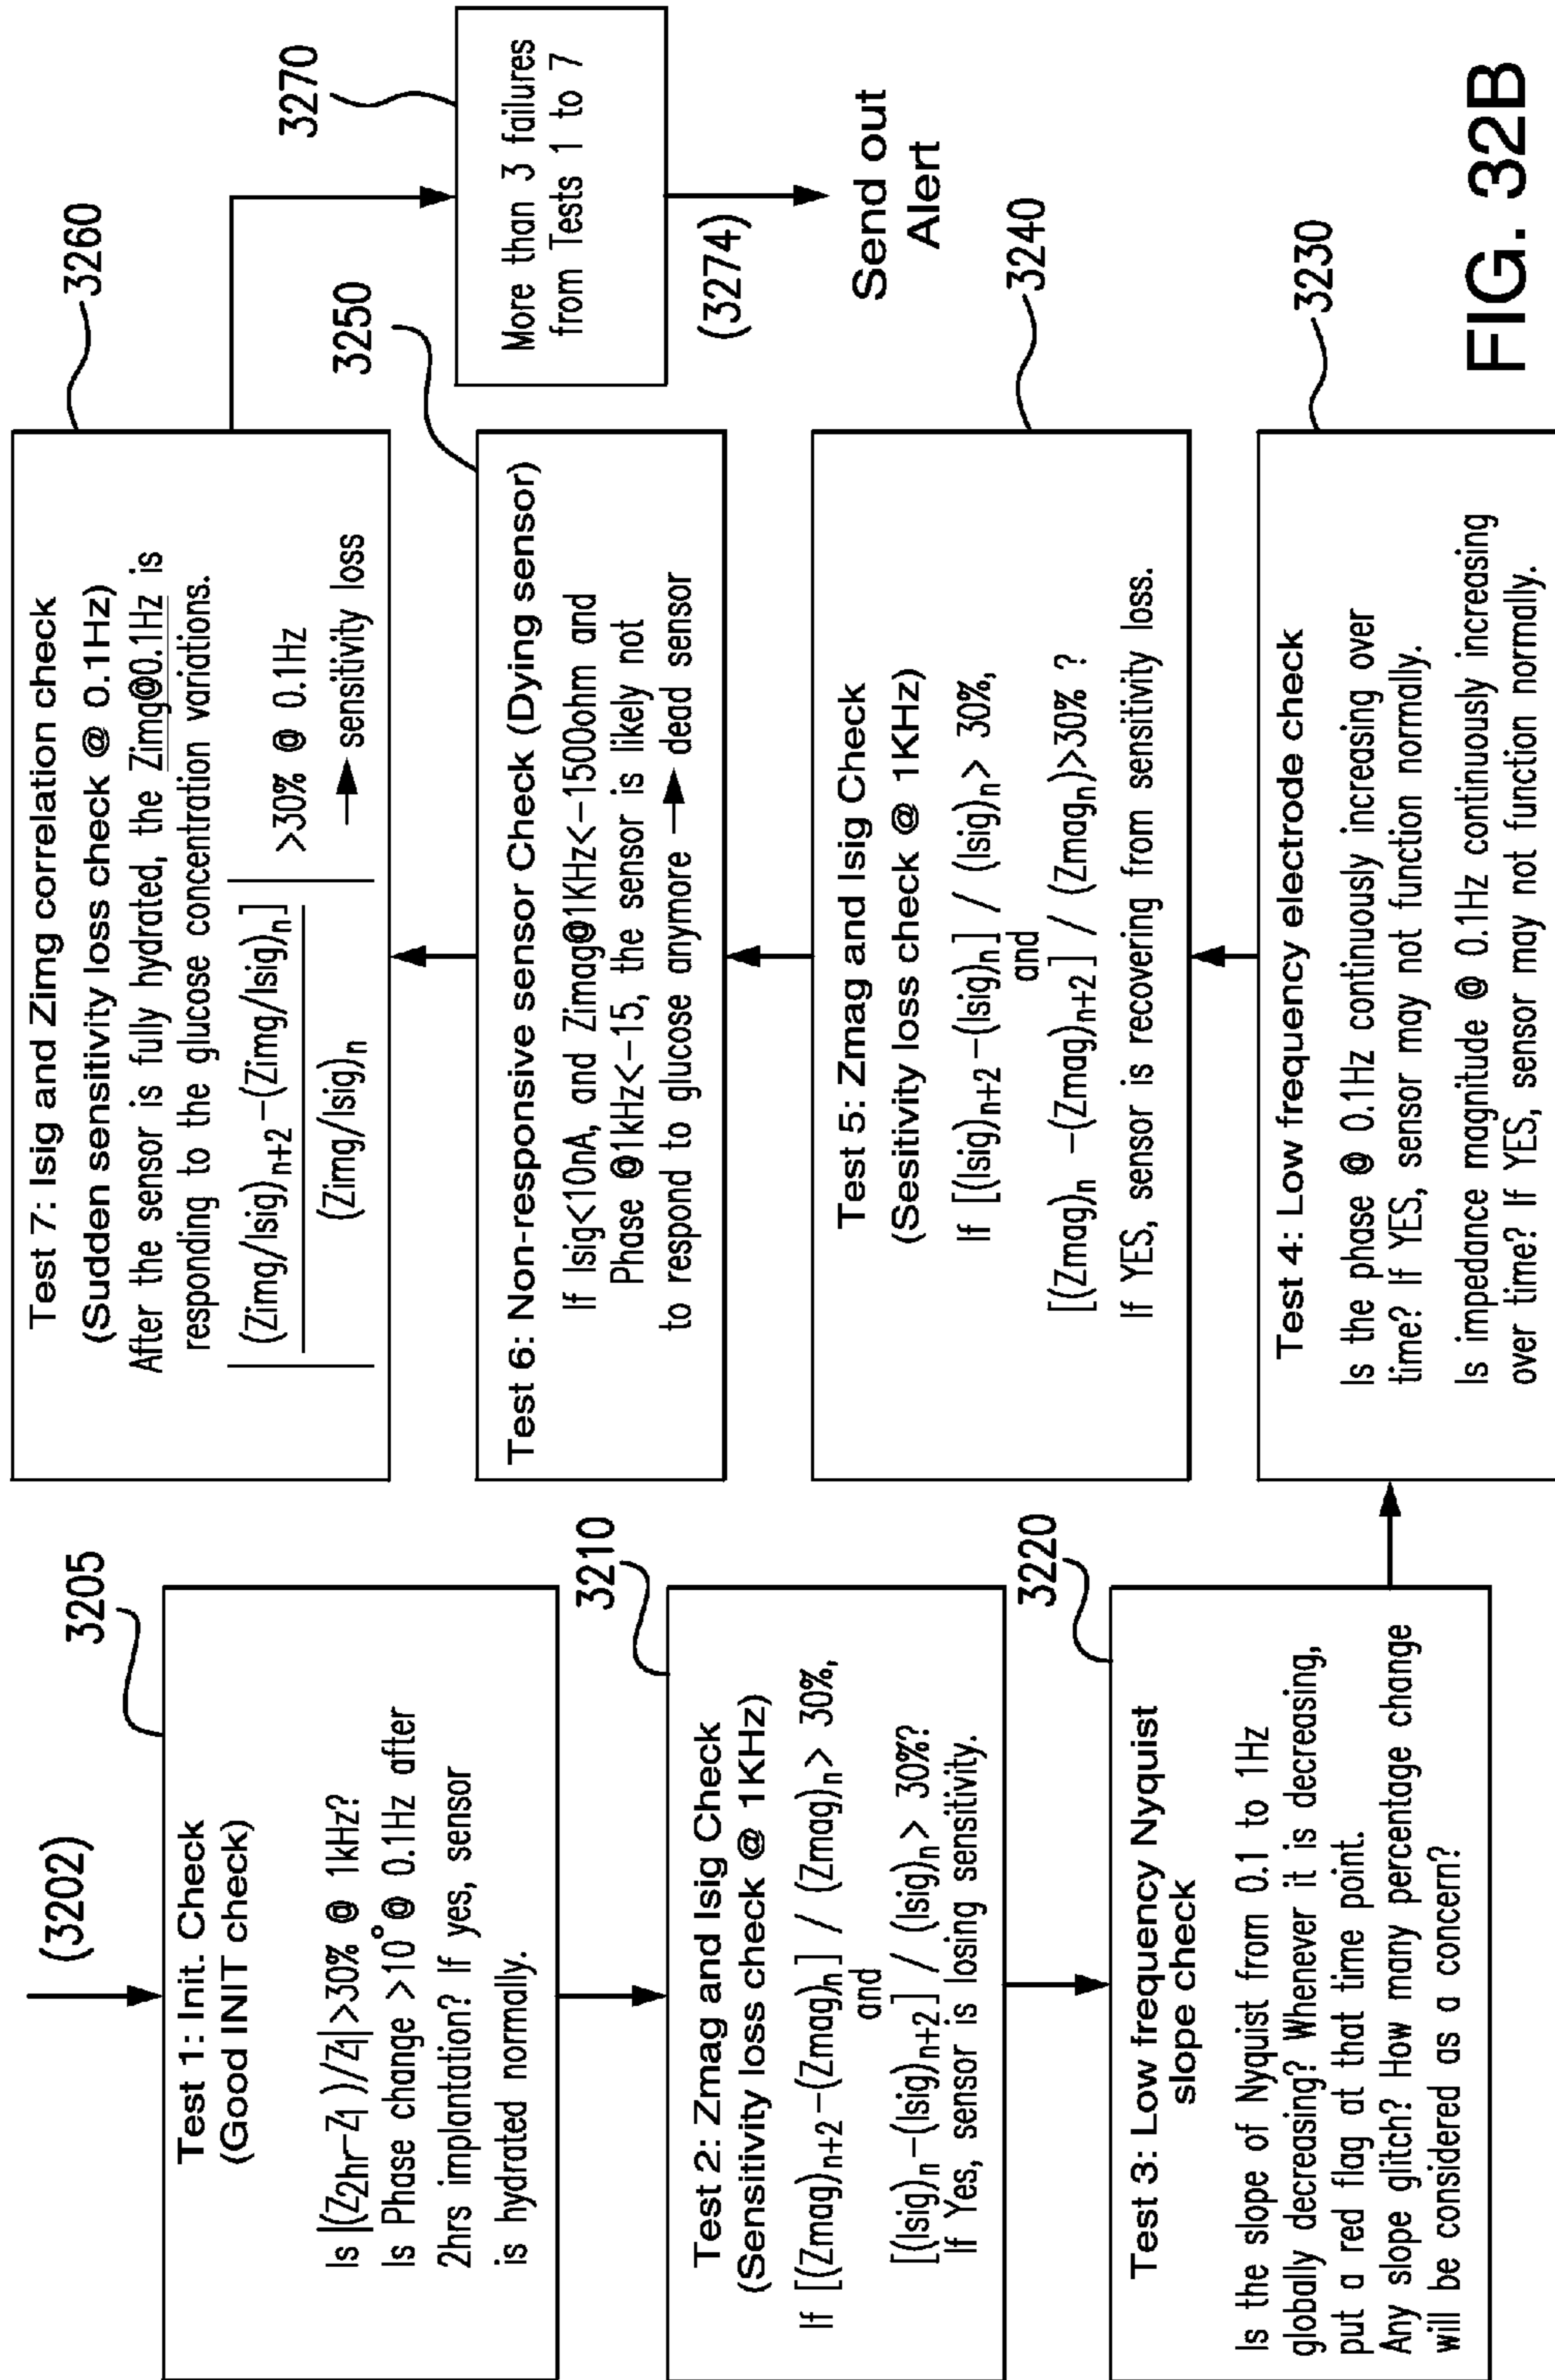 (3202)
3205
Test 1: Init. Check
(Good INIT check)
Is |(Z2hr-Z1)/Z1|>30% @ 1kHz?
Is Phase change >10° @ 0.1Hz after
2hrs implantation? If yes, sensor
is hydrated normally.
3210
Test 2: Zmag and Isig Check
(Sensitivity loss check @ 1KHz)
If [(Zmag)n+2-(Zmag)n] / (Zmag)n> 30%,
and
[(Isig)n-(Isig)n+2] / (Isig)n> 30%?
If Yes, sensor is losing sensitivity.
3220
Test 3: Low frequency Nyquist
slope check
Is the slope of Nyquist from 0.1 to 1Hz
globally decreasing? Whenever it is decreasing,
put a red flag at that time point.
Any slope glitch? How many percentage change
will be considered as a concern?
3230
Test 4: Low frequency electrode check
Is the phase @ 0.1Hz continuously increasing over
time? If YES, sensor may not function normally.
Is impedance magnitude @ 0.1Hz continuously increasing
over time? If YES, sensor may not function normally.
3240
Test 5: Zmag and Isig Check
(Sesitivity loss check @ 1KHz)
If [(Isig)n+2-(Isig)n] / (Isig)n> 30%,
and
[(Zmag)n -(Zmag)n+2] / (Zmagn)>30% ?
If YES, sensor is recovering from sensitivity loss.
3250
Test 6: Non-responsive sensor Check (Dying sensor)
If Isig<10nA, and Zimag@1KHz<-1500ohm and
Phase @1kHz<-15, the sensor is likely not
to respond to glucose anymore → dead sensor
3260
Test 7: Isig and Zimg correlation check
(Sudden sensitivity loss check @ 0.1Hz)
After the sensor is fully hydrated, the Zimg@0.1Hz is
responding to the glucose concentration variations.
|(Zimg/Isig)n+2-(Zimg/Isig)n]
(Zimg/Isig)n| >30% @ 0.1Hz
→ sensitivity loss
3270
More than 3 failures
from Tests 1 to 7
(3274)
Send out
Alert
FIG. 32B